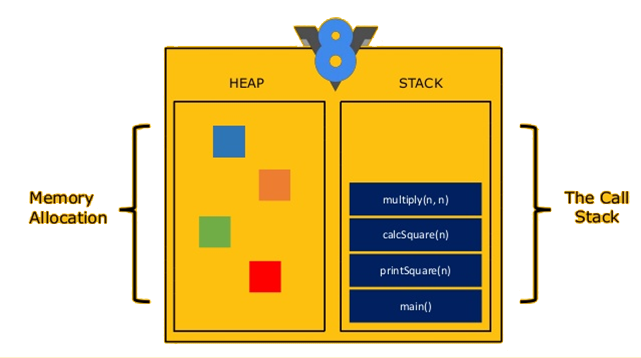 8
HEAP
STACK
Memory
Allocation
multiply(n, n)
calcSquare(n)
printSquare(n)
main()
The Call
Stack